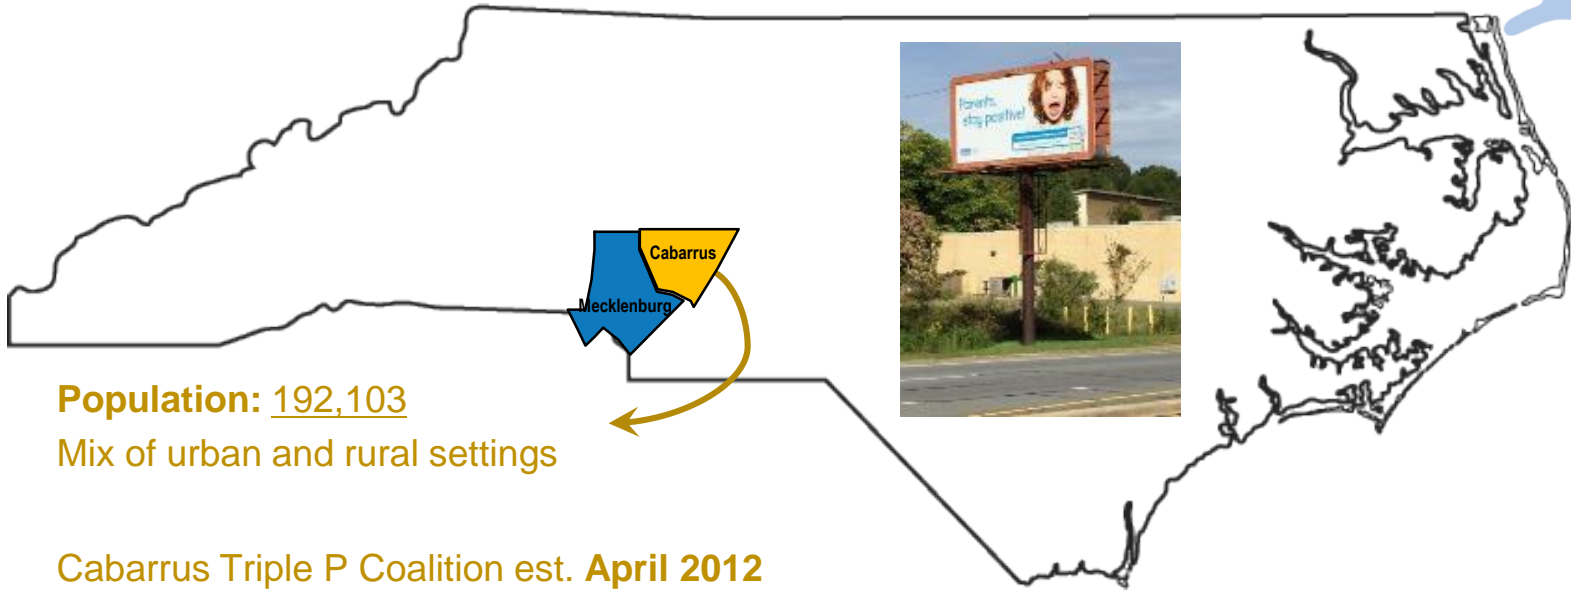 Parents,
stay positive!
Cabarrus
Mecklenburg
Population: 192,103
Mix of urban and rural settings
Cabarrus Triple P Coalition est. April 2012